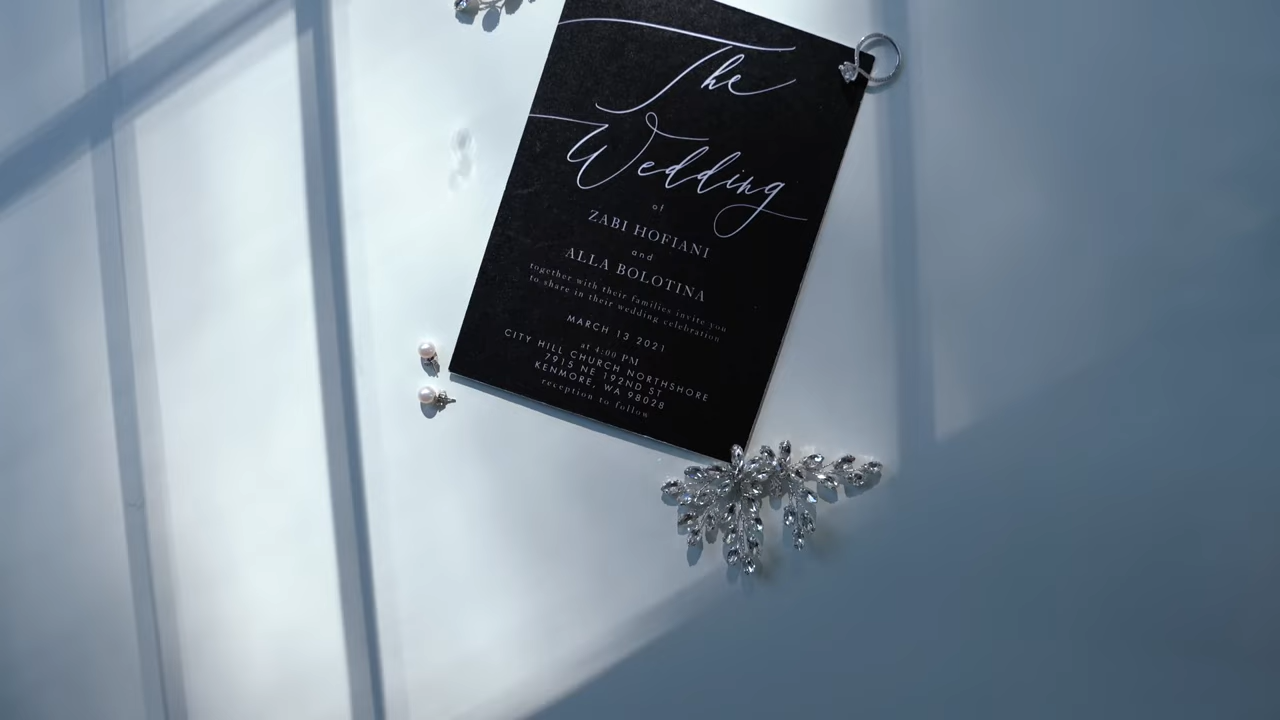 The
Wedding
of
ZABI HOFIANI
and
ALLA BOLOTINA
together with their families invite you
to share in their wedding celebration
MARCH 13 2021
at 4:00 PM
CITY HILL CHURCH NORTHSHORE
7915 NE 192ND ST
KENMORE, WA 98028
reception to follow